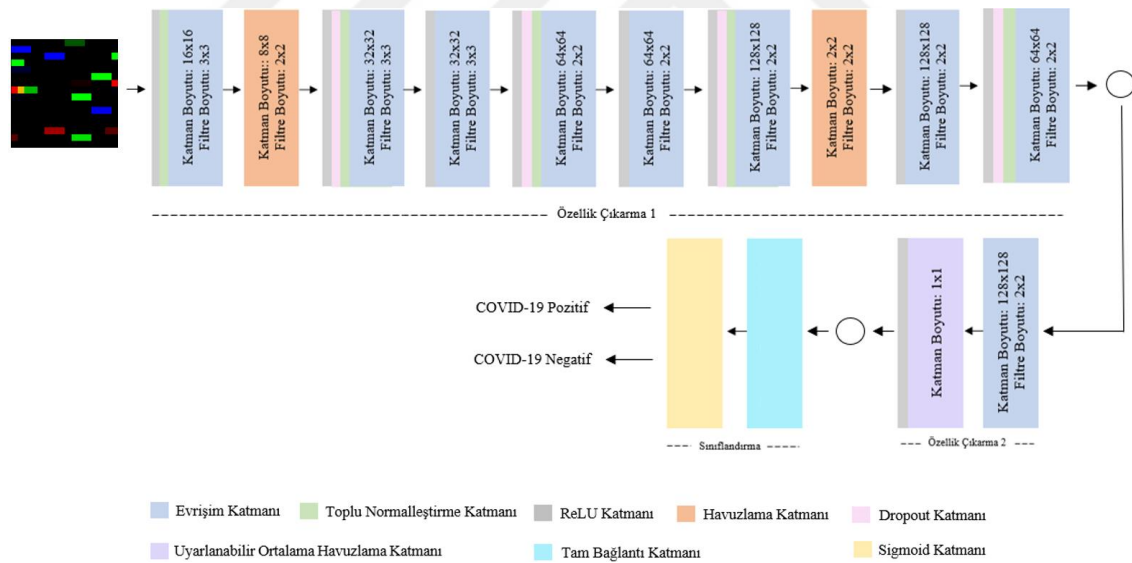 Katman Boyutu: 16x16
Filtre Boyutu: 3x3
Katman Boyutu:: 8x8
Filtre Boyutu: 2x2
Katman Boyutu: 32x32
Filtre Boyutu: 3x3
Katman Boyutu: 32x32
Filtre Boyutu: 3x3
Katman Boyutu: 64x64
Filtre Boyutu: 2x2
Katman Boyutu: 64x64
Filtre Boyutu: 2x2
Katman Boyutu: 128x128
Filtre Boyutu: 2x2
Katman Boyutu: 2x2
Filtre Boyutu: 2x2
Katman Boyutu: 128x128
Filtre Boyutu: 2x2
Katman Boyutu: 64x64
Filtre Boyutu: 2x2
Özellik Çıkarma 1
Katman Boyutu: 128x128
Filtre Boyutu: 2x2
Katman Boyutu: 1x1
COVID-19 Pozitif
COVID-19 Negatif
Sınıflandırma
Özellik Çıkarma 2
Evrişim Katmanı
Toplu Normalleştirme Katmanı
ReLU Katmanı
Havuzlama Katmanı
Dropout Katmanı
Uyarlanabilir Ortalama Havuzlama Katmanı
Tam Bağlantı Katmanı
Sigmoid Katmanı